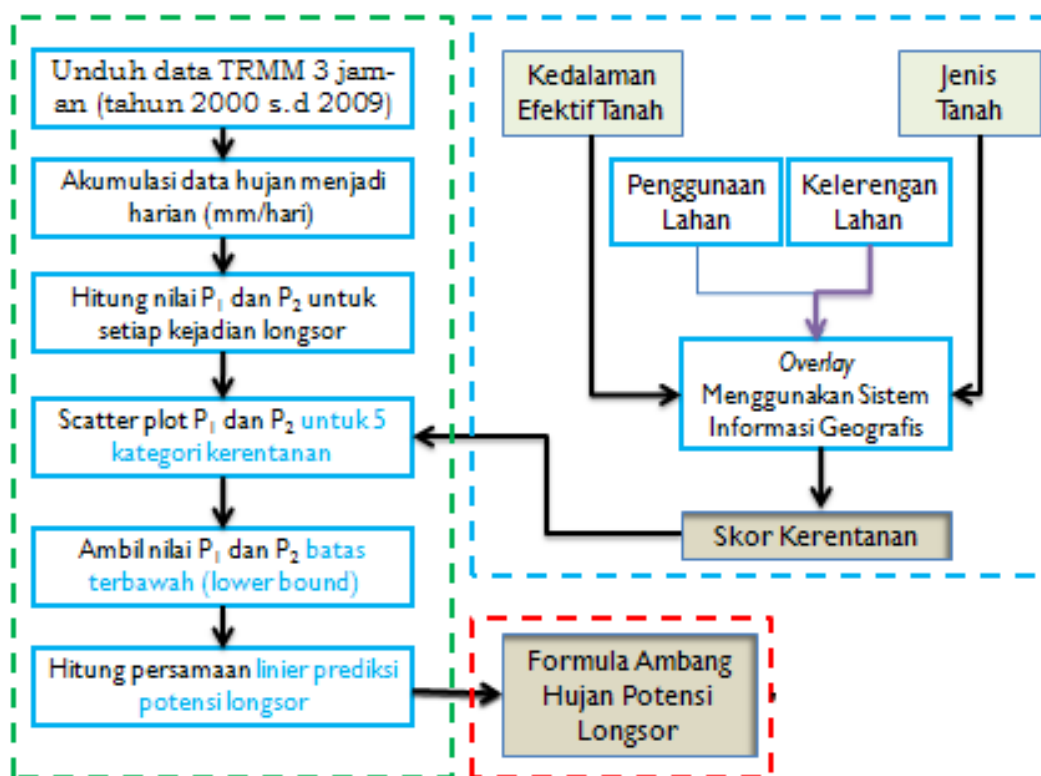 Unduh data TRMM 3 jam-
an (tahun 2000 s.d 2009)
Akumulasi data hujan menjadi
harian (mm/hari)
Hitung nilai P₁ dan P₂ untuk
setiap kejadian longsor
Scatter plot P₁ dan P₂ untuk 5
kategori kerentanan
Ambil nilai P₁ dan P₂ batas
terbawah (lower bound)
Hitung persamaan linier prediksi
potensi longsor
Kedalaman
Efektif Tanah
Jenis
Tanah
Penggunaan
Lahan
Kelerengan
Lahan
Overlay
Menggunakan Sistem
Informasi Geografis
Skor Kerentanan
Formula Ambang
Hujan Potensi
Longsor